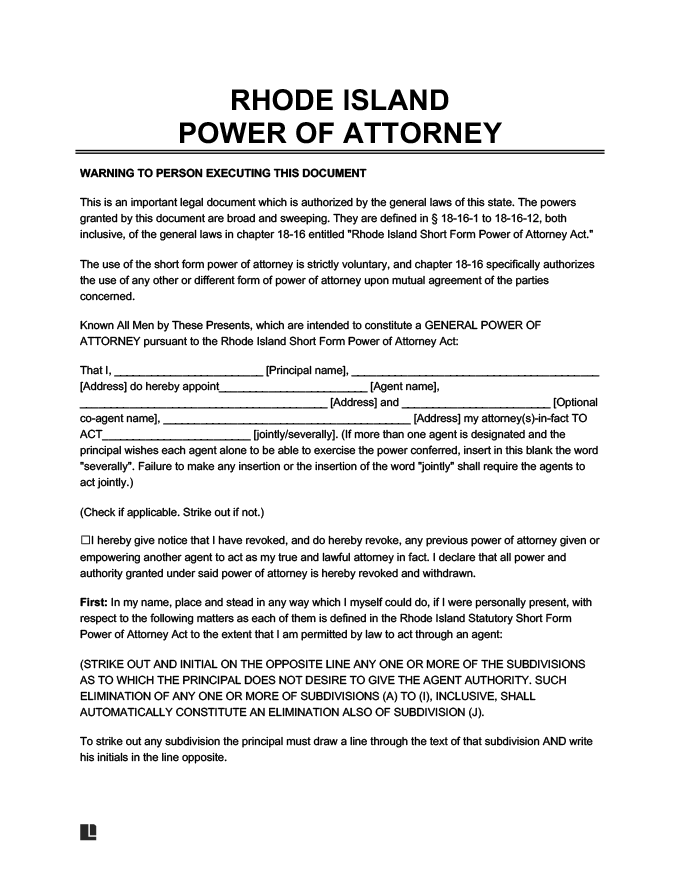 RHODE ISLAND
POWER OF ATTORNEY
WARNING TO PERSON EXECUTING THIS DOCUMENT
This is an important legal document which is authorized by the general laws of this state. The powers
granted by this document are broad and sweeping. They are defined in § 18-16-1 to 18-16-12, both
inclusive, of the general laws in chapter 18-16 entitled "Rhode Island Short Form Power of Attorney Act."
The use of the short form power of attorney is strictly voluntary, and chapter 18-16 specifically authorizes
the use of any other or different form of power of attorney upon mutual agreement of the parties
concerned.
Known All Men by These Presents, which are intended to constitute a GENERAL POWER OF
ATTORNEY pursuant to the Rhode Island Short Form Power of Attorney Act:
That I, ________________________ [Principal name], ________________________________________
[Address] do hereby appoint________________________ [Agent name],
________________________________________ [Address] and ________________________ [Optional
co-agent name], ________________________________________ [Address] my attorney(s)-in-fact TO
ACT________________________ [jointly/severally]. (If more than one agent is designated and the
principal wishes each agent alone to be able to exercise the power conferred, insert in this blank the word
"severally". Failure to make any insertion or the insertion of the word "jointly" shall require the agents to
act jointly.)
(Check if applicable. Strike out if not.)
☐I hereby give notice that I have revoked, and do hereby revoke, any previous power of attorney given or
empowering another agent to act as my true and lawful attorney in fact. I declare that all power and
authority granted under said power of attorney is hereby revoked and withdrawn.
First: In my name, place and stead in any way which I myself could do, if I were personally present, with
respect to the following matters as each of them is defined in the Rhode Island Statutory Short Form
Power of Attorney Act to the extent that I am permitted by law to act through an agent:
(STRIKE OUT AND INITIAL ON THE OPPOSITE LINE ANY ONE OR MORE OF THE SUBDIVISIONS
AS TO WHICH THE PRINCIPAL DOES NOT DESIRE TO GIVE THE AGENT AUTHORITY. SUCH
ELIMINATION OF ANY ONE OR MORE OF SUBDIVISIONS (A) TO (I), INCLUSIVE, SHALL
AUTOMATICALLY CONSTITUTE AN ELIMINATION ALSO OF SUBDIVISION (J).
To strike out any subdivision the principal must draw a line through the text of that subdivision AND write
his initials in the line opposite.